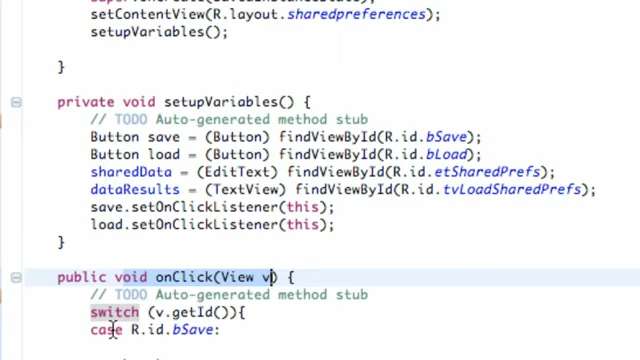 setContentView(R.layout.sharedpreferences);
setupVariables();
}
private void setupVariables() {
// TODO Auto-generated method stub
Button save = (Button) findViewById(R.id.bSave);
Button load = (Button) findViewById(R.id.bLoad);
sharedData = (EditText) findViewById(R.id.etSharedPrefs);
dataResults = (TextView) findViewById(R.id.tvLoadSharedPrefs);
save.setOnClickListener(this);
load.setOnClickListener(this);
}
public void onClick(View v) {
// TODO Auto-generated method stub
switch (v.getId()){
case R.id.bSave: